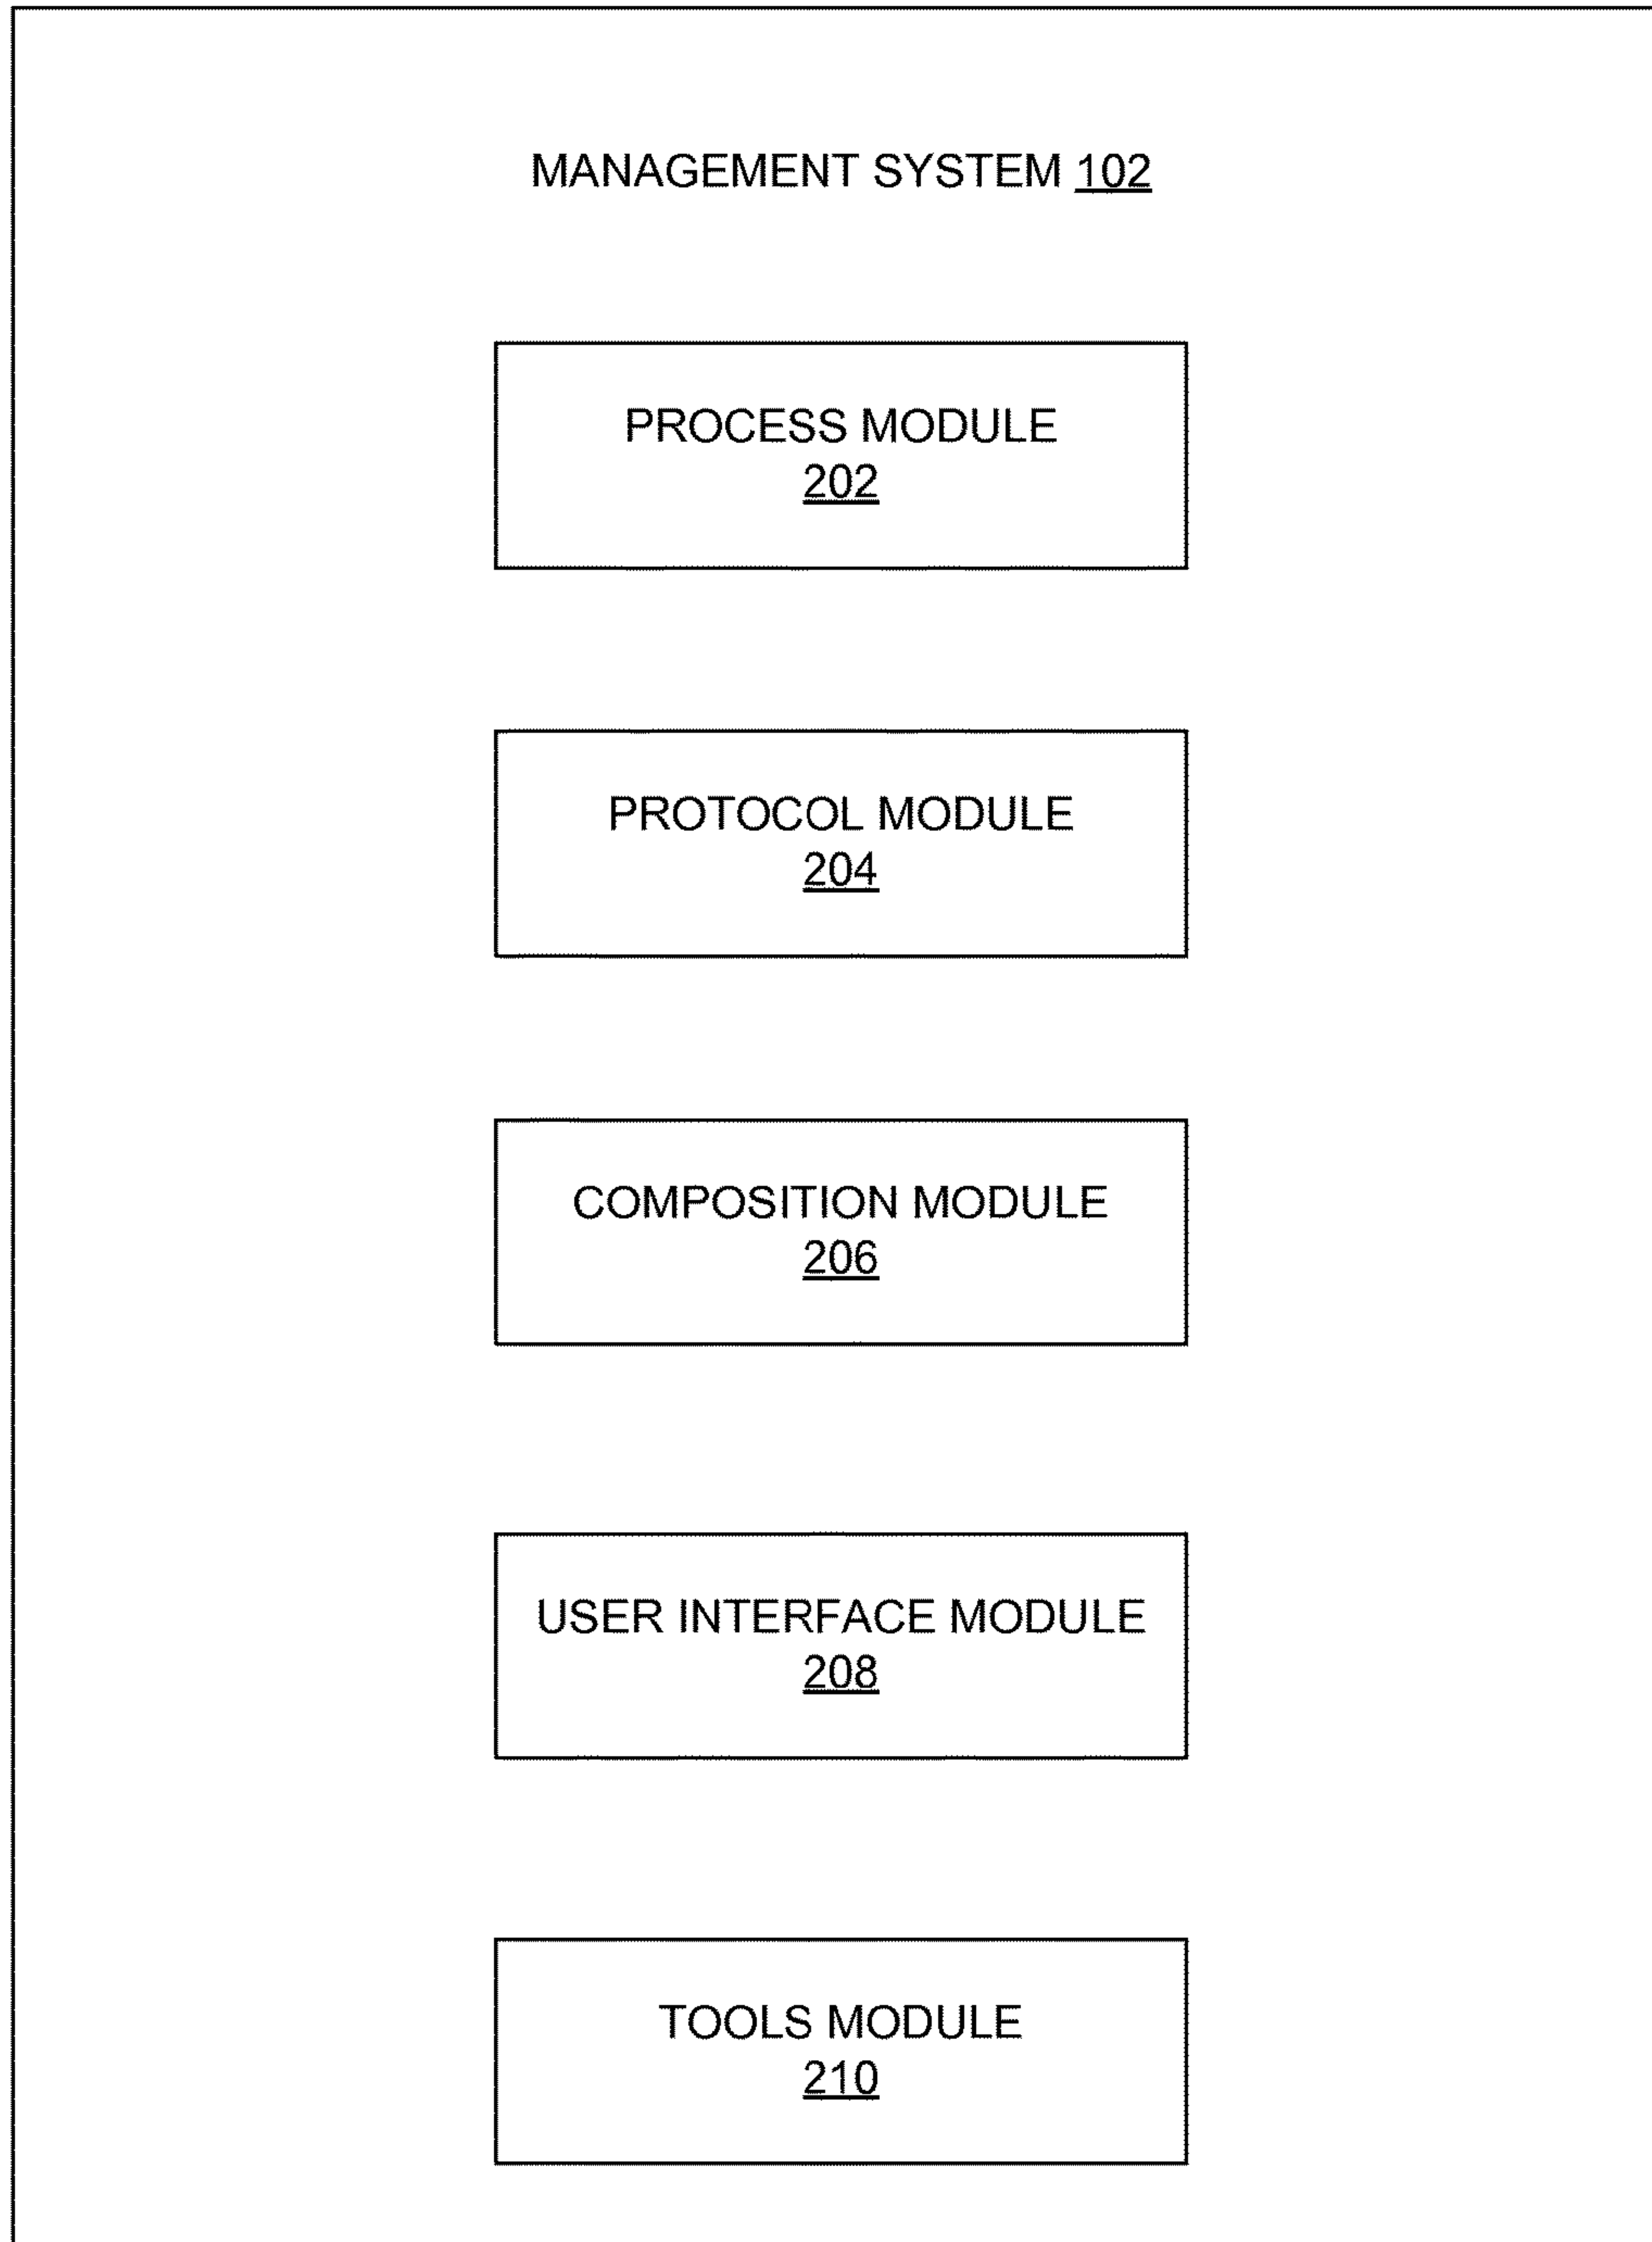 MANAGEMENT SYSTEM 102
PROCESS MODULE
202
PROTOCOL MODULE
204
COMPOSITION MODULE
206
USER INTERFACE MODULE
208
TOOLS MODULE
210